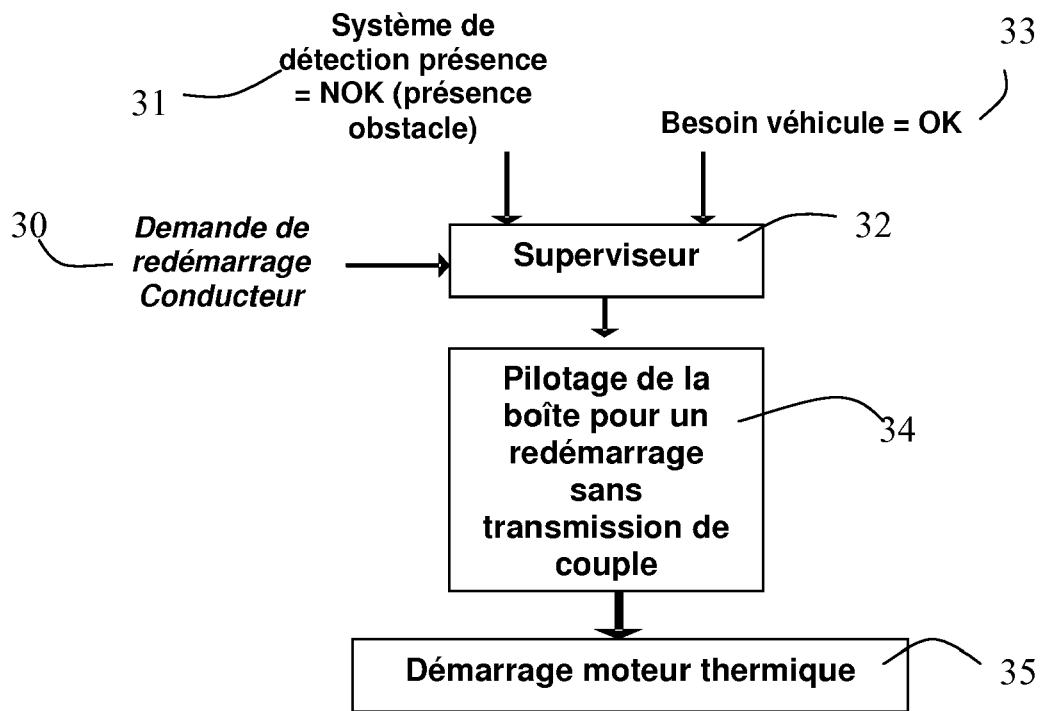 Système de
détection présence
= NOK (présence
obstacle)
31
33
Besoin véhicule = OK
30
Demande de
redémarrage
Conducteur
Superviseur
32
Pilotage de la
boîte pour un
redémarrage
sans
transmission de
couple
34
Démarrage moteur thermique
35